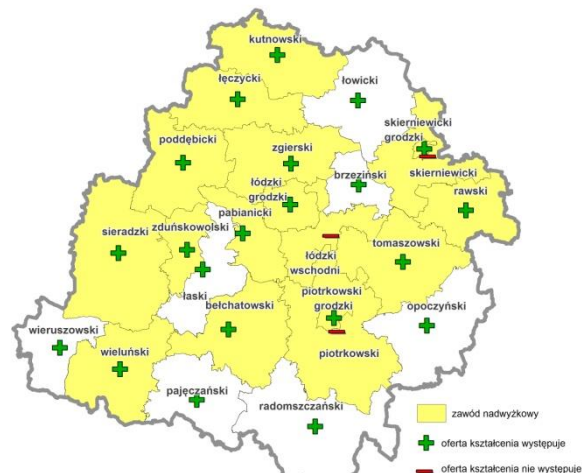 kutnowski
łowicki
łęczycki
skierniewicki
grodzki
poddębicki
zgierski
brzeziński
skierniewicki
rawski
łódzki
grodzki
pabianicki
zduńskowolski
sieradzki
tomaszowski
łódzki
wschodni
łaski
bełchatowski
piotrkowski
grodzki
opoczyński
wieruszowski
wieluński
piotrkowski
pajęczański
radomszczański
zawód nadwyżkowy
oferta kształcenia występuje
oferta kształcenia nie występuje